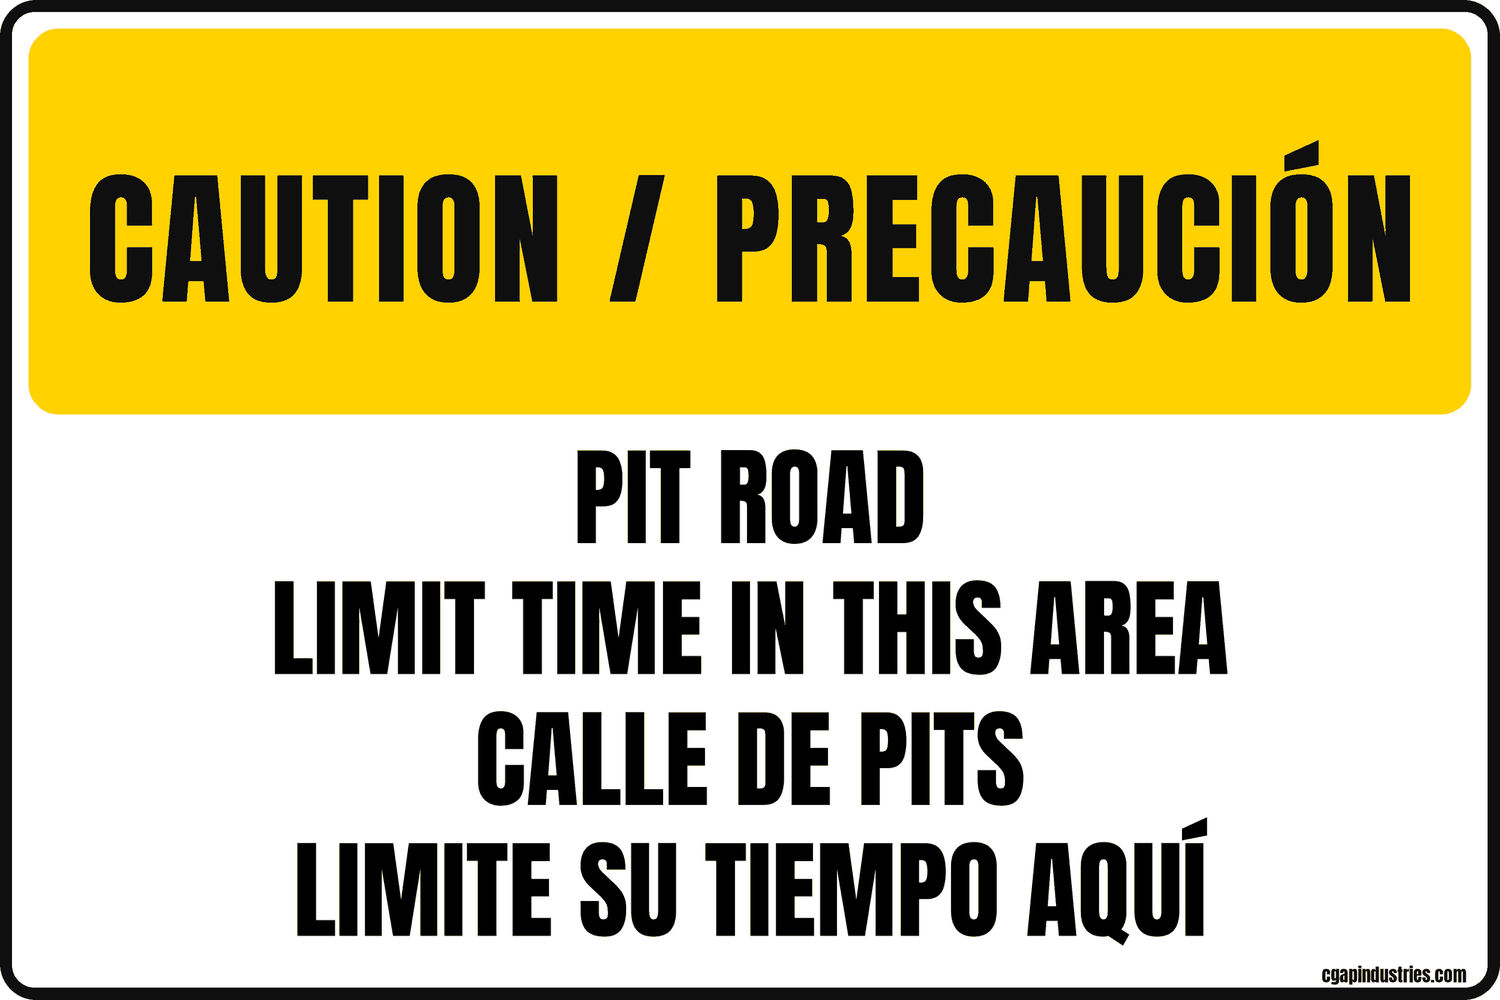 CAUTION / PRECAUCIÓN
PIT ROAD
LIMIT TIME IN THIS AREA
CALLE DE PITS
LIMITE SU TIEMPO AQUÍ
cgapindustries.com